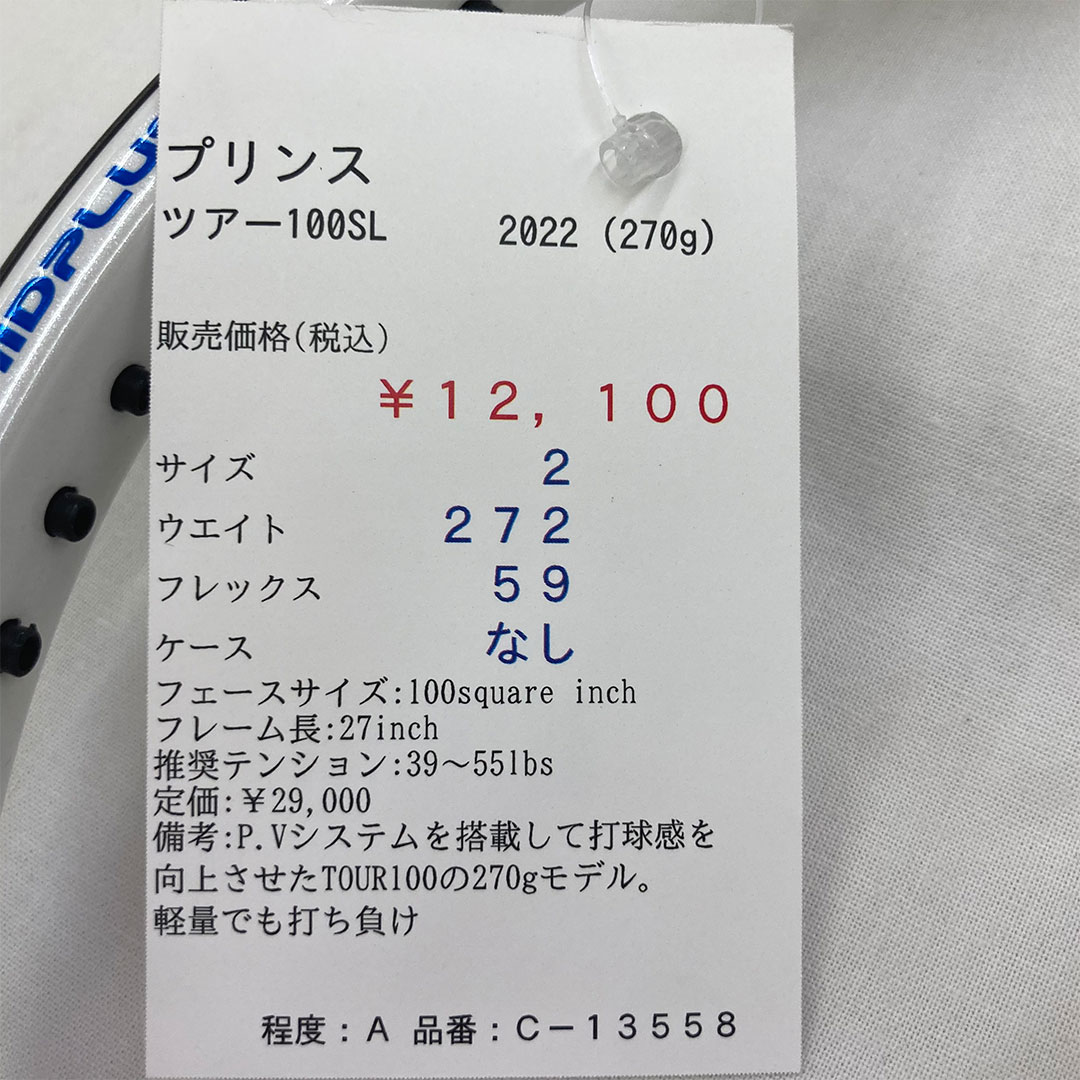 MIDPLUS
プリンス
ツアー100SL 2022 (270g)
販売価格(税込)
¥12,100
サイズ 2
ウエイト 272
フレックス 59
ケース なし
フェースサイズ:100square inch
フレーム長:27inch
推奨テンション:39～55lbs
定価:¥29,000
備考:P.Vシステムを搭載して打球感を
向上させたTOUR100の270gモデル。
軽量でも打ち負け
程度:A 品番:C－13558